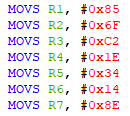 MOVS R1, #0x85
MOVS R2, #0x6F
MOVS R3, #0xC2
MOVS R4, #0x1E
MOVS R5, #0x34
MOVS R6, #0x14
MOVS R7, #0x8E